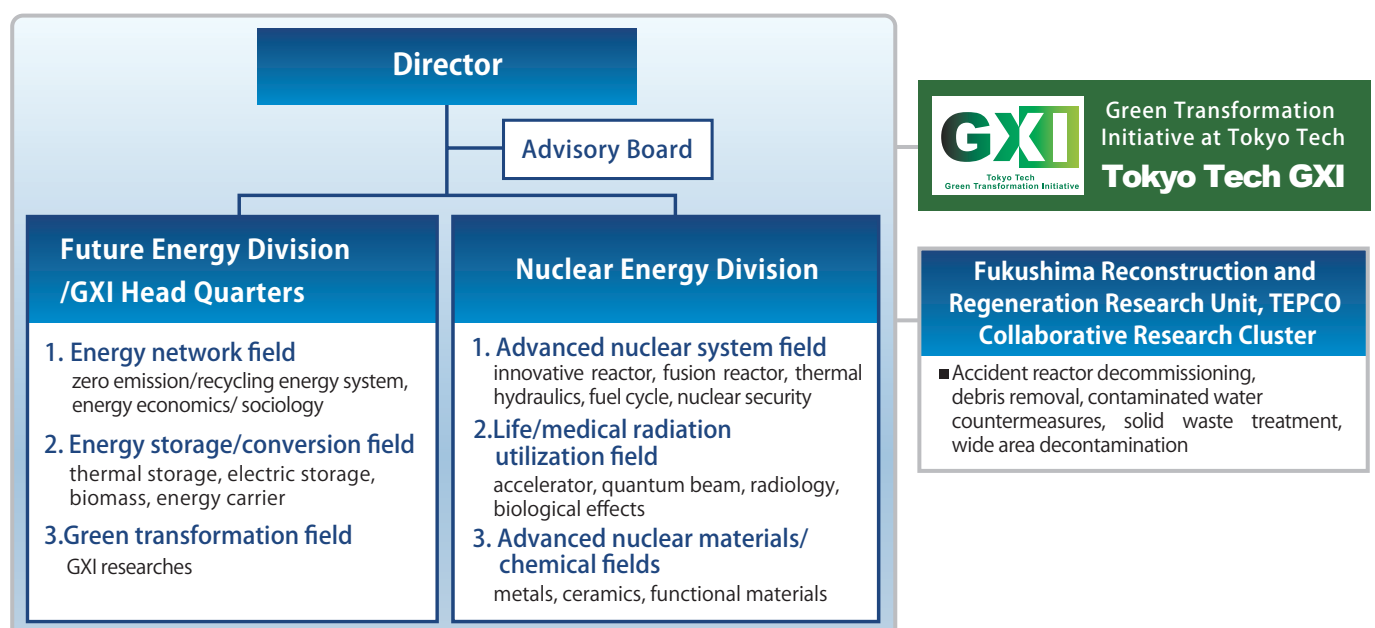 Director
Advisory Board
Future Energy Division
/GXI Head Quarters
1. Energy network field
zero emission/recycling energy system,
energy economics/ sociology
2. Energy storage/conversion field
thermal storage, electric storage,
biomass, energy carrier
3.Green transformation field
GXI researches
Nuclear Energy Division
1. Advanced nuclear system field
innovative reactor, fusion reactor, thermal
hydraulics, fuel cycle, nuclear security
2.Life/medical radiation
utilization field
accelerator, quantum beam, radiology,
biological effects
3. Advanced nuclear materials/
chemical fields
metals, ceramics, functional materials
GXI
Tokyo Tech
Green Transformation Initiative
Green Transformation
Initiative at Tokyo Tech
Tokyo Tech GXI
Fukushima Reconstruction and
Regeneration Research Unit, TEPCO
Collaborative Research Cluster
■Accident reactor decommissioning,
debris removal, contaminated water
countermeasures, solid waste treatment,
wide area decontamination